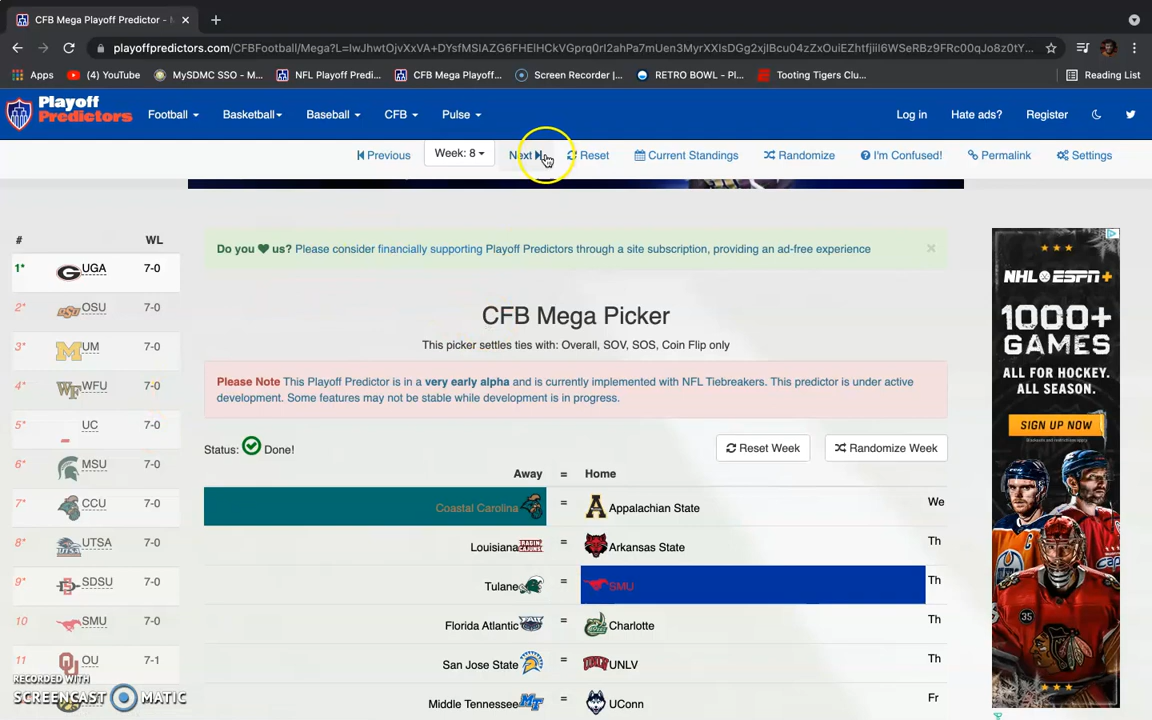 CFB Mega Playoff Predictor -
playoffpredictors.com/CFBFootball/Mega?L=IwJhwtOjvXxVA+DYsfMSIAZG6FHElHCkVGprq0rI2ahPa7mUen3MyrXXIsDGg2xjlBcu04zZxOuiEZhtfjiiI6WSeRBz9FRc00qJo8z0t7Y...
Apps
(4) YouTube
MySDMC SSO - M...
NFL Playoff Predi...
CFB Mega Playoff...
Screen Recorder |...
RETRO BOWL - Pl...
Tooting Tigers Clu...
Reading List
Playoff
Predictors
Football
Basketball
Baseball
CFB
Pulse
Log in
Hate ads?
Register
Previous
Week: 8
Next
Reset
Current Standings
Randomize
I'm Confused!
Permalink
Settings
# WL
1* UGA 7-0
2* OSU 7-0
3* UM 7-0
4* WFU 7-0
5* UC 7-0
6* MSU 7-0
7* CCU 7-0
8* UTSA 7-0
9* SDSU 7-0
10 SMU 7-0
11 OU 7-1
Do you us? Please consider financially supporting Playoff Predictors through a site subscription, providing an ad-free experience ×
CFB Mega Picker
This picker settles ties with: Overall, SOV, SOS, Coin Flip only
Please Note This Playoff Predictor is in a very early alpha and is currently implemented with NFL Tiebreakers. This predictor is under active
development. Some features may not be stable while development is in progress.
Status: Done!
Reset Week
Randomize Week
Away = Home
Coastal Carolina = Appalachian State We
Louisiana = Arkansas State Th
Tulane = SMU Th
Florida Atlantic = Charlotte Th
San Jose State = UNLV Th
Middle Tennessee = UConn Fr
NHL ESPN+
1000+
GAMES
ALL FOR HOCKEY.
ALL SEASON.
SIGN UP NOW
RECORDED WITH
SCREENCAST MATIC